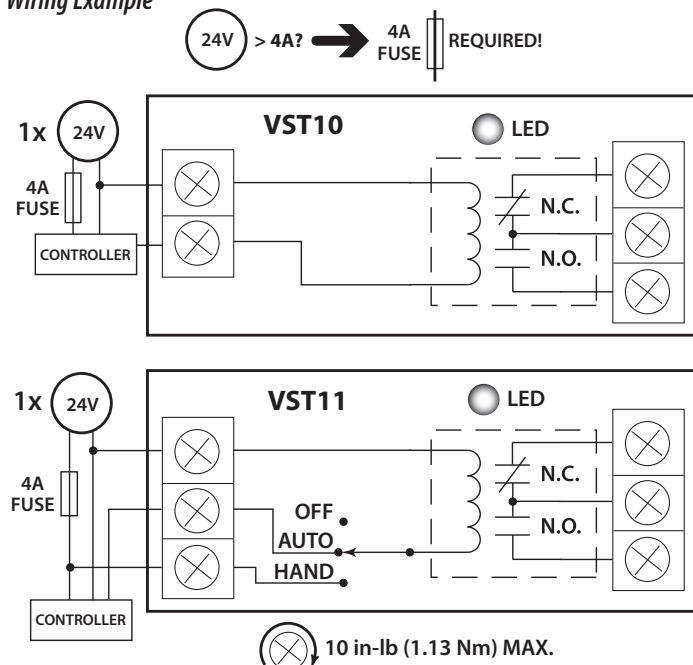 Wiring Example
24V > 4A? 4A FUSE REQUIRED!
VST10
LED
1x 24V
4A
FUSE
CONTROLLER
N.C.
N.O.
VST11
LED
1x 24V
4A
FUSE
CONTROLLER
OFF
AUTO
HAND
N.C.
N.O.
10 in-lb (1.13 Nm) MAX.